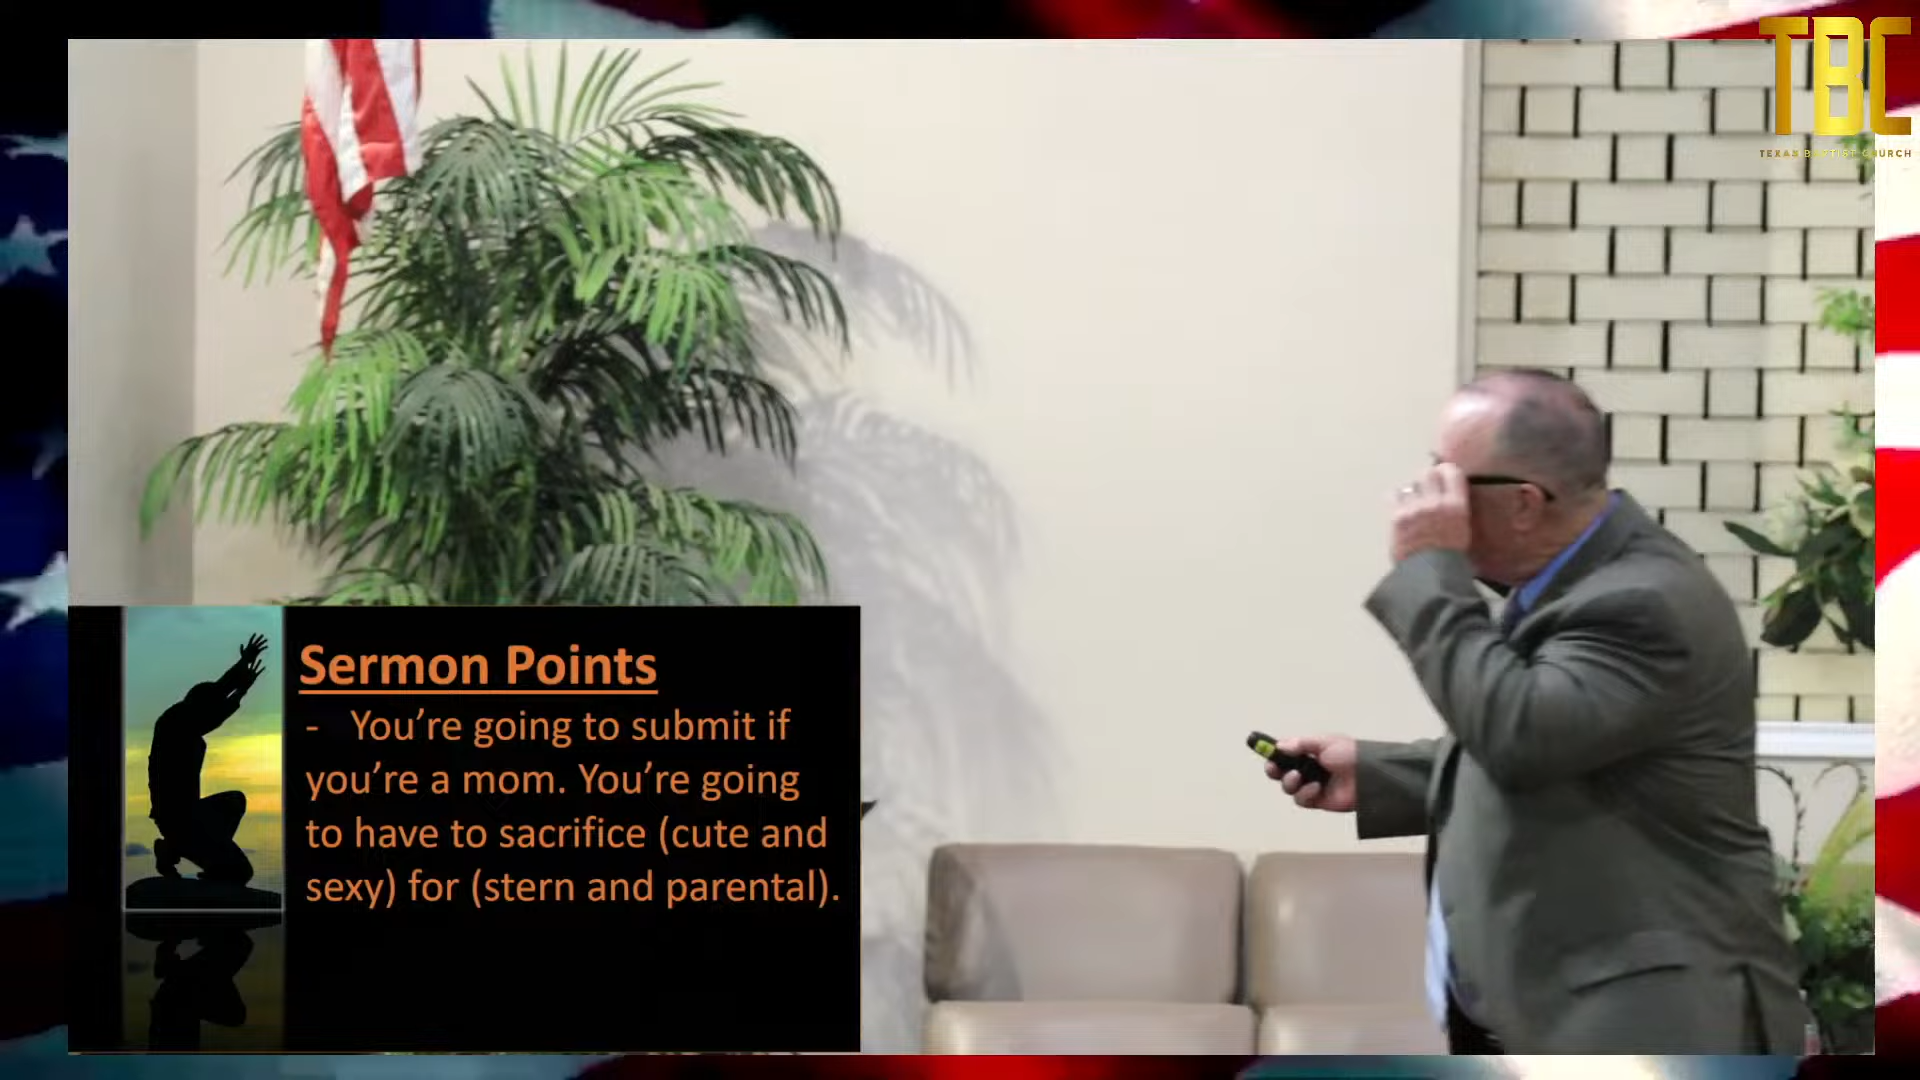 TBC
TEXAS BAPTIST CHURCH
Sermon Points
- You’re going to submit if
you’re a mom. You’re going
to have to sacrifice (cute and
sexy) for (stern and parental).